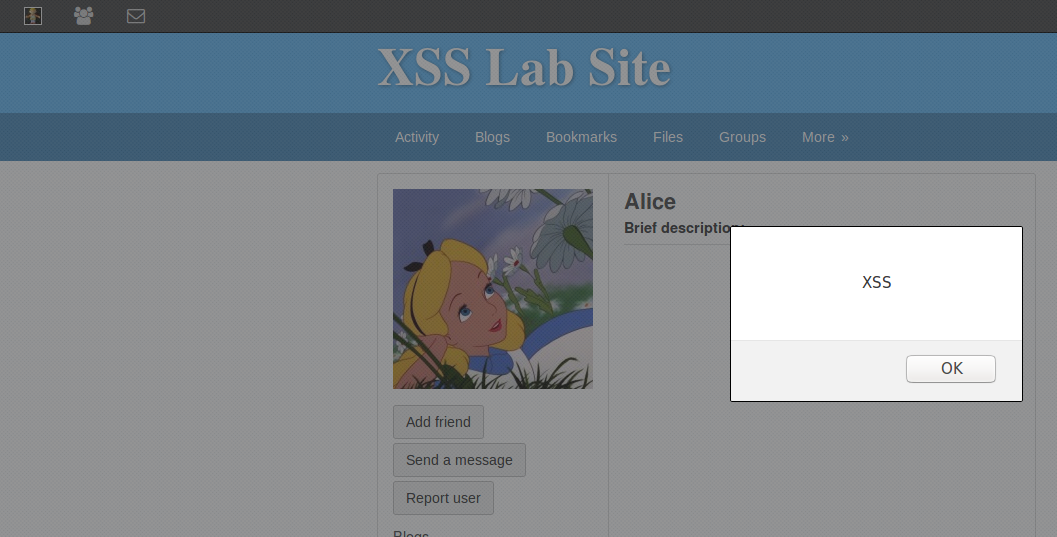 XSS Lab Site
Activity Blogs Bookmarks Files Groups More »
Alice
Brief description:
XSS
OK
Add friend
Send a message
Report user
Blogs